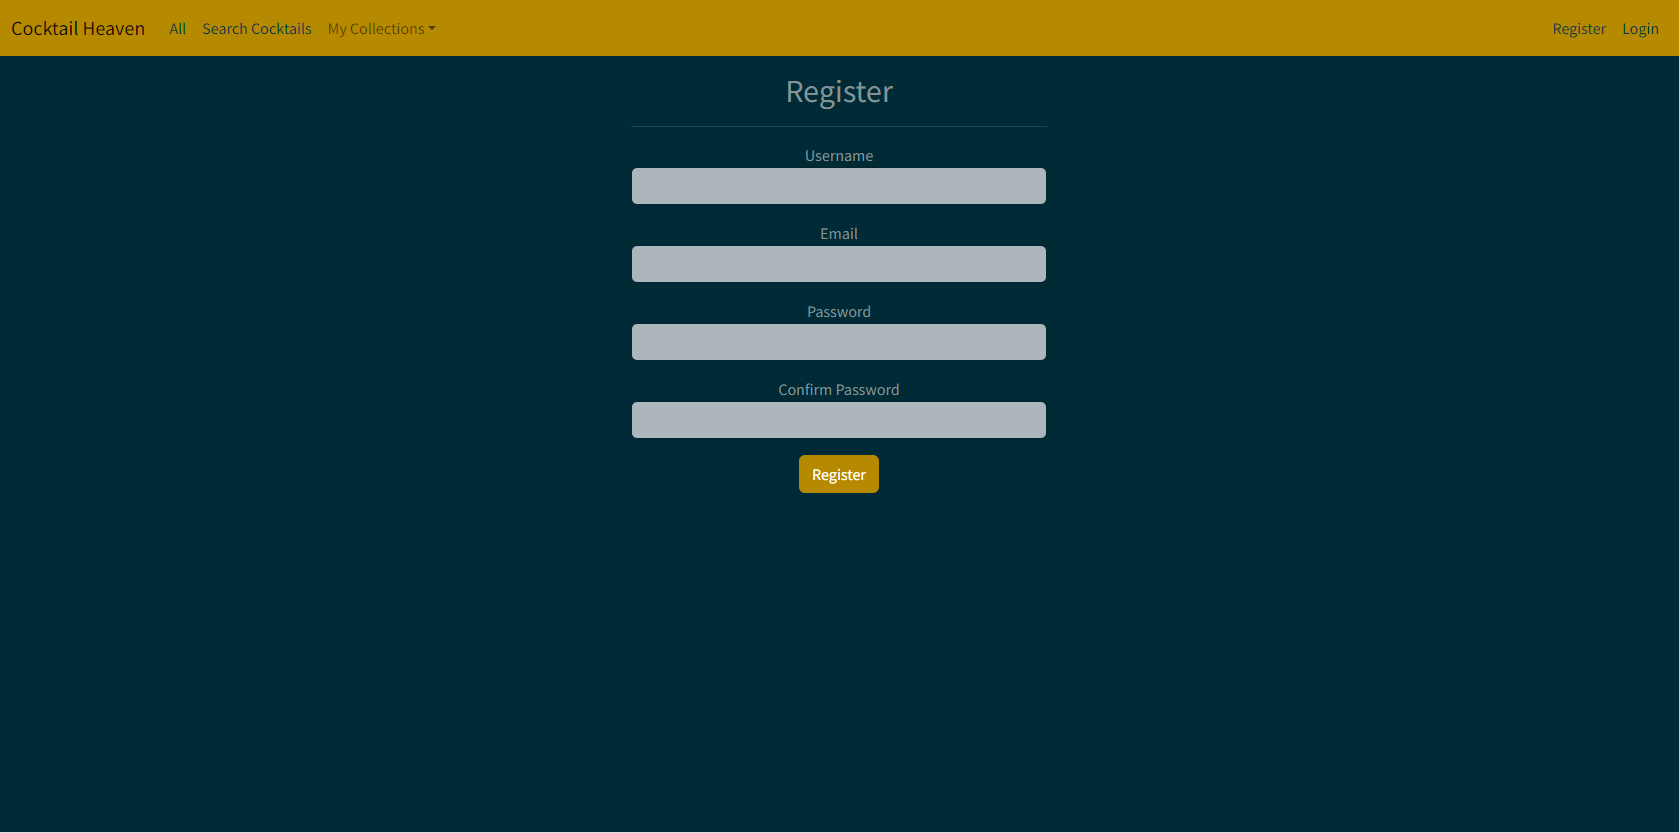 Cocktail Heaven All Search Cocktails My Collections Register Login
Register
Username
Email
Password
Confirm Password
Register